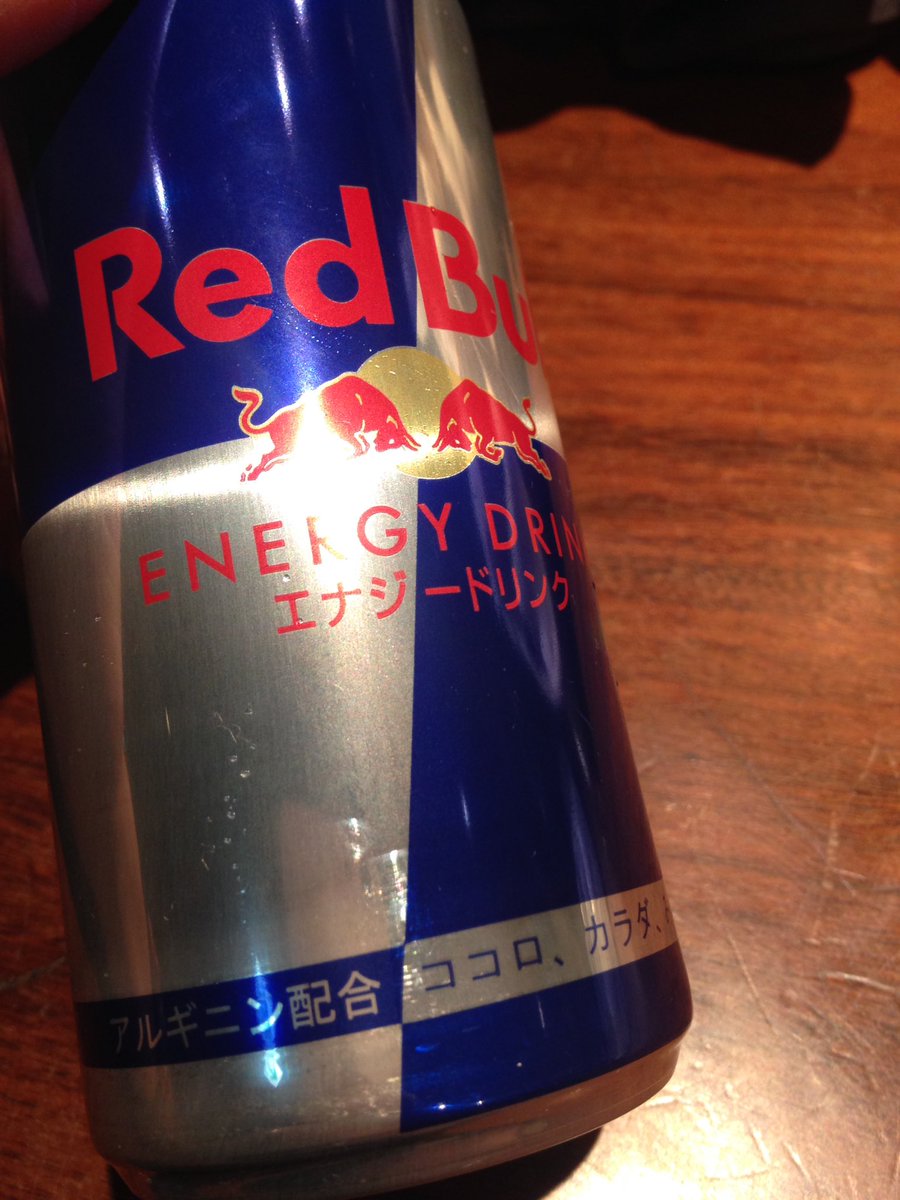 Red Bu
ENERGY DRIN
エナジードリンク
アルギニン配合 ココロ、カラダ、